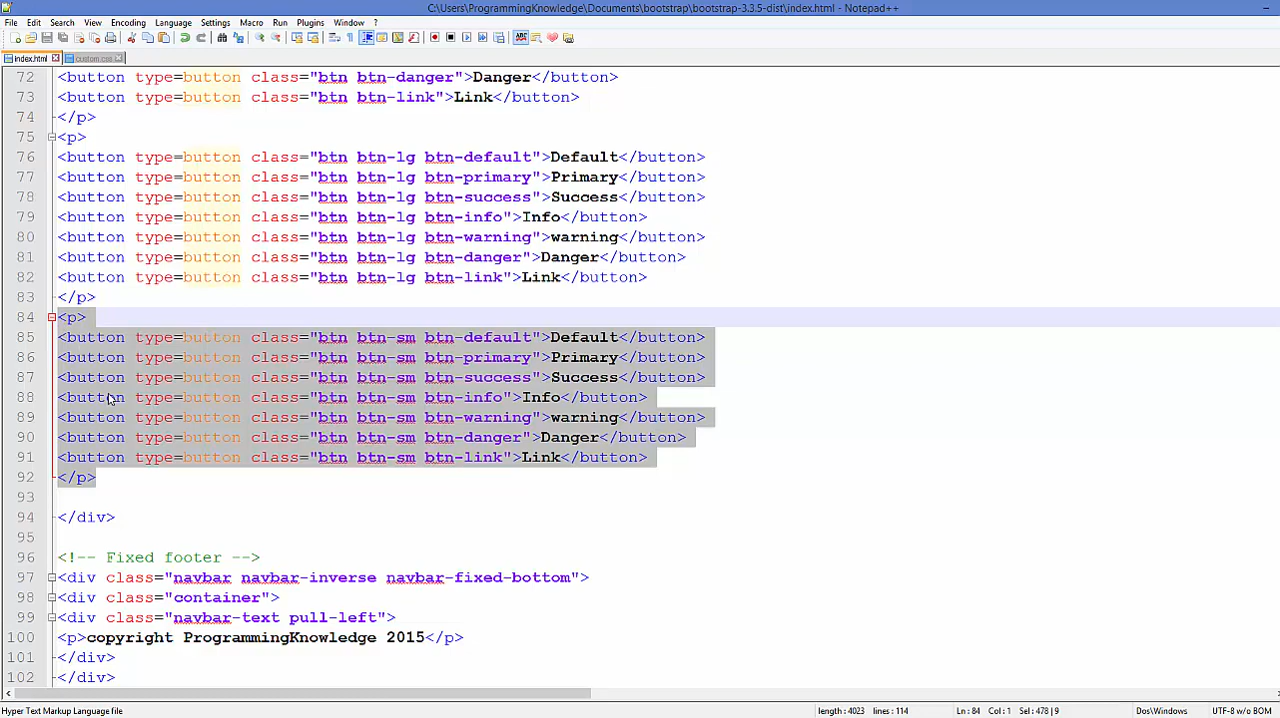 C:\Users\ProgrammingKnowledge\Documents\bootstrap\bootstrap-3.3.5-dist\index.html - Notepad++
File Edit Search View Encoding Language Settings Macro Run Plugins Window ?
index.html custom.css
72 <button type=button class="btn btn-danger">Danger</button>
73 <button type=button class="btn btn-link">Link</button>
74 </p>
75 <p>
76 <button type=button class="btn btn-lg btn-default">Default</button>
77 <button type=button class="btn btn-lg btn-primary">Primary</button>
78 <button type=button class="btn btn-lg btn-success">Success</button>
79 <button type=button class="btn btn-lg btn-info">Info</button>
80 <button type=button class="btn btn-lg btn-warning">warning</button>
81 <button type=button class="btn btn-lg btn-danger">Danger</button>
82 <button type=button class="btn btn-lg btn-link">Link</button>
83 </p>
84 <p>
85 <button type=button class="btn btn-sm btn-default">Default</button>
86 <button type=button class="btn btn-sm btn-primary">Primary</button>
87 <button type=button class="btn btn-sm btn-success">Success</button>
88 <button type=button class="btn btn-sm btn-info">Info</button>
89 <button type=button class="btn btn-sm btn-warning">warning</button>
90 <button type=button class="btn btn-sm btn-danger">Danger</button>
91 <button type=button class="btn btn-sm btn-link">Link</button>
92 </p>
93
94 </div>
95
96 <!-- Fixed footer -->
97 <div class="navbar navbar-inverse navbar-fixed-bottom">
98 <div class="container">
99 <div class="navbar-text pull-left">
100 <p>copyright ProgrammingKnowledge 2015</p>
101 </div>
102 </div>
Hyper Text Markup Language file length : 4023 lines : 114 Ln : 84 Col : 1 Sel : 478 | 9 Dos\Windows UTF-8 w/o BOM